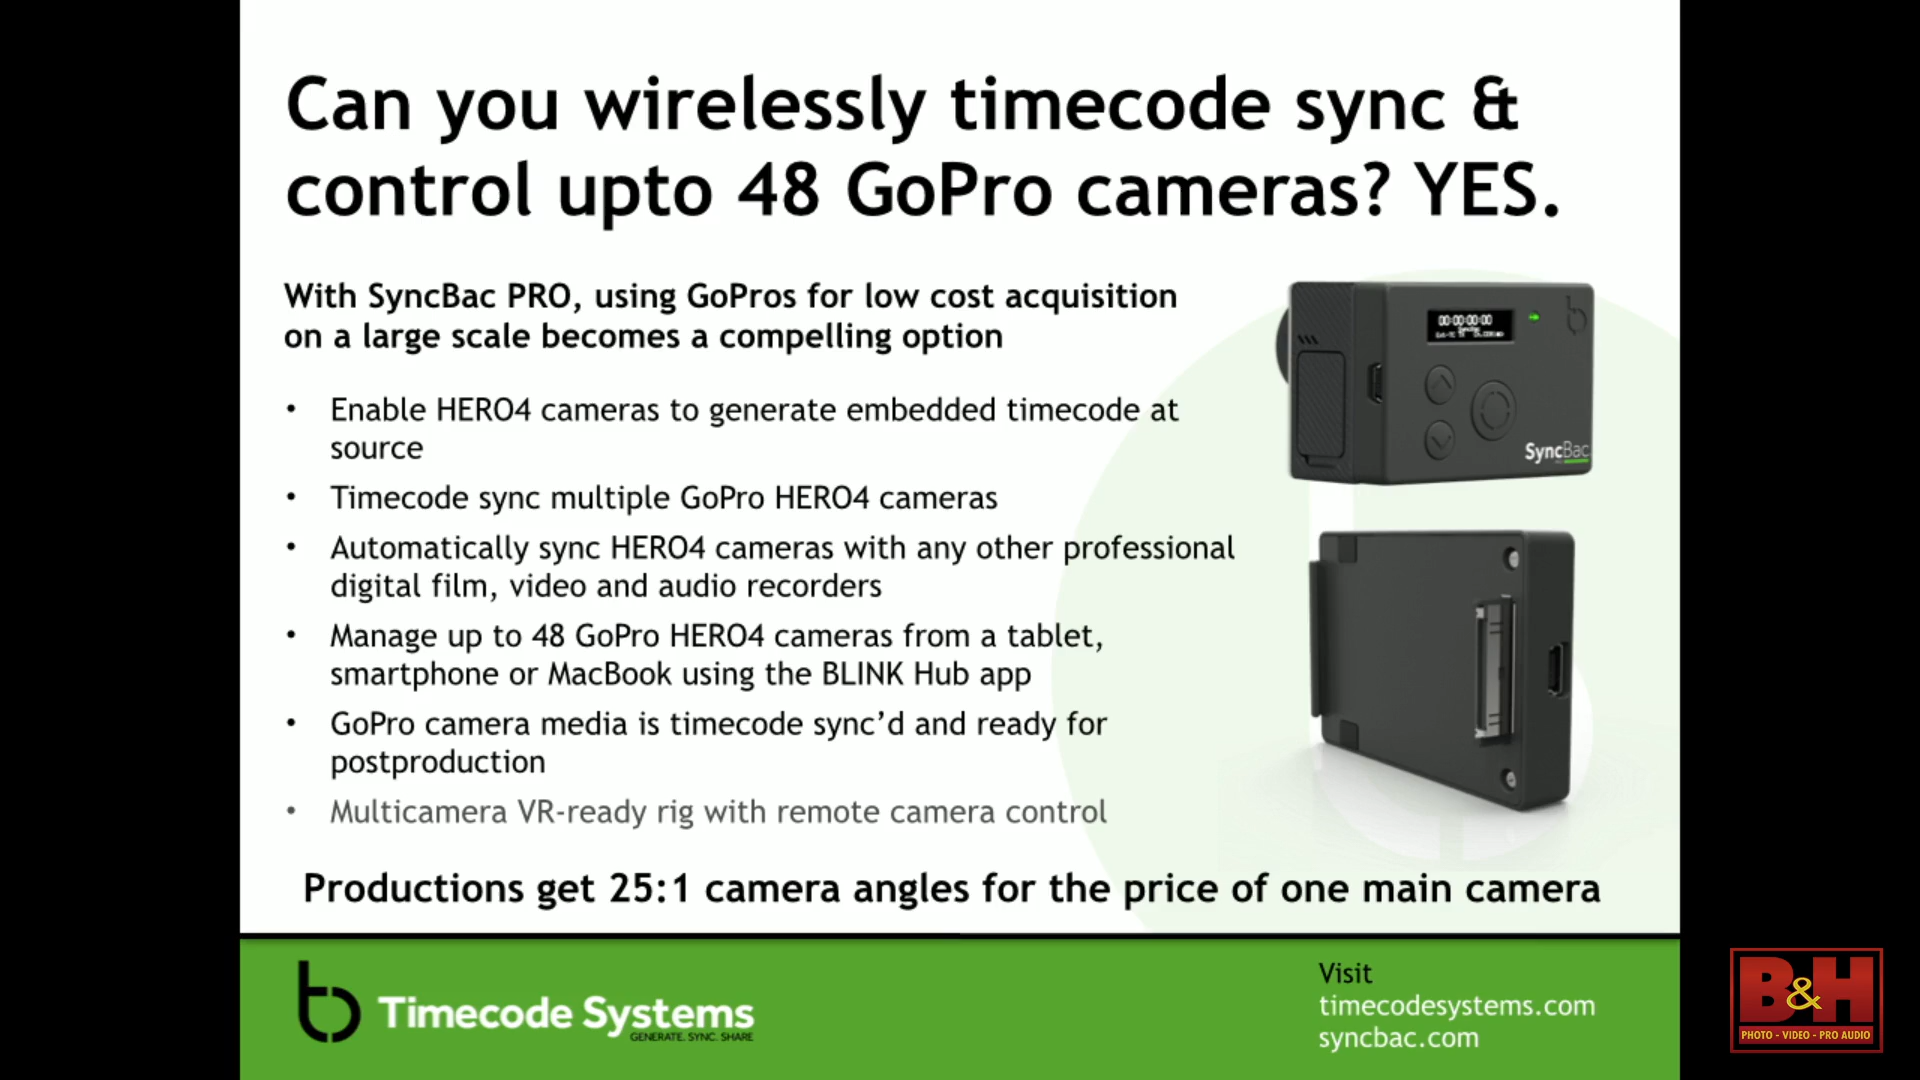 Can you wirelessly timecode sync &
control upto 48 GoPro cameras? YES.
With SyncBac PRO, using GoPros for low cost acquisition
on a large scale becomes a compelling option
• Enable HERO4 cameras to generate embedded timecode at
source
• Timecode sync multiple GoPro HERO4 cameras
• Automatically sync HERO4 cameras with any other professional
digital film, video and audio recorders
• Manage up to 48 GoPro HERO4 cameras from a tablet,
smartphone or MacBook using the BLINK Hub app
• GoPro camera media is timecode sync’d and ready for
postproduction
• Multicamera VR-ready rig with remote camera control
00:00:00:00
SyncBac
Productions get 25:1 camera angles for the price of one main camera
Timecode Systems
GENERATE. SYNC. SHARE
Visit
timecodesystems.com
syncbac.com
B&H
PHOTO - VIDEO - PRO AUDIO